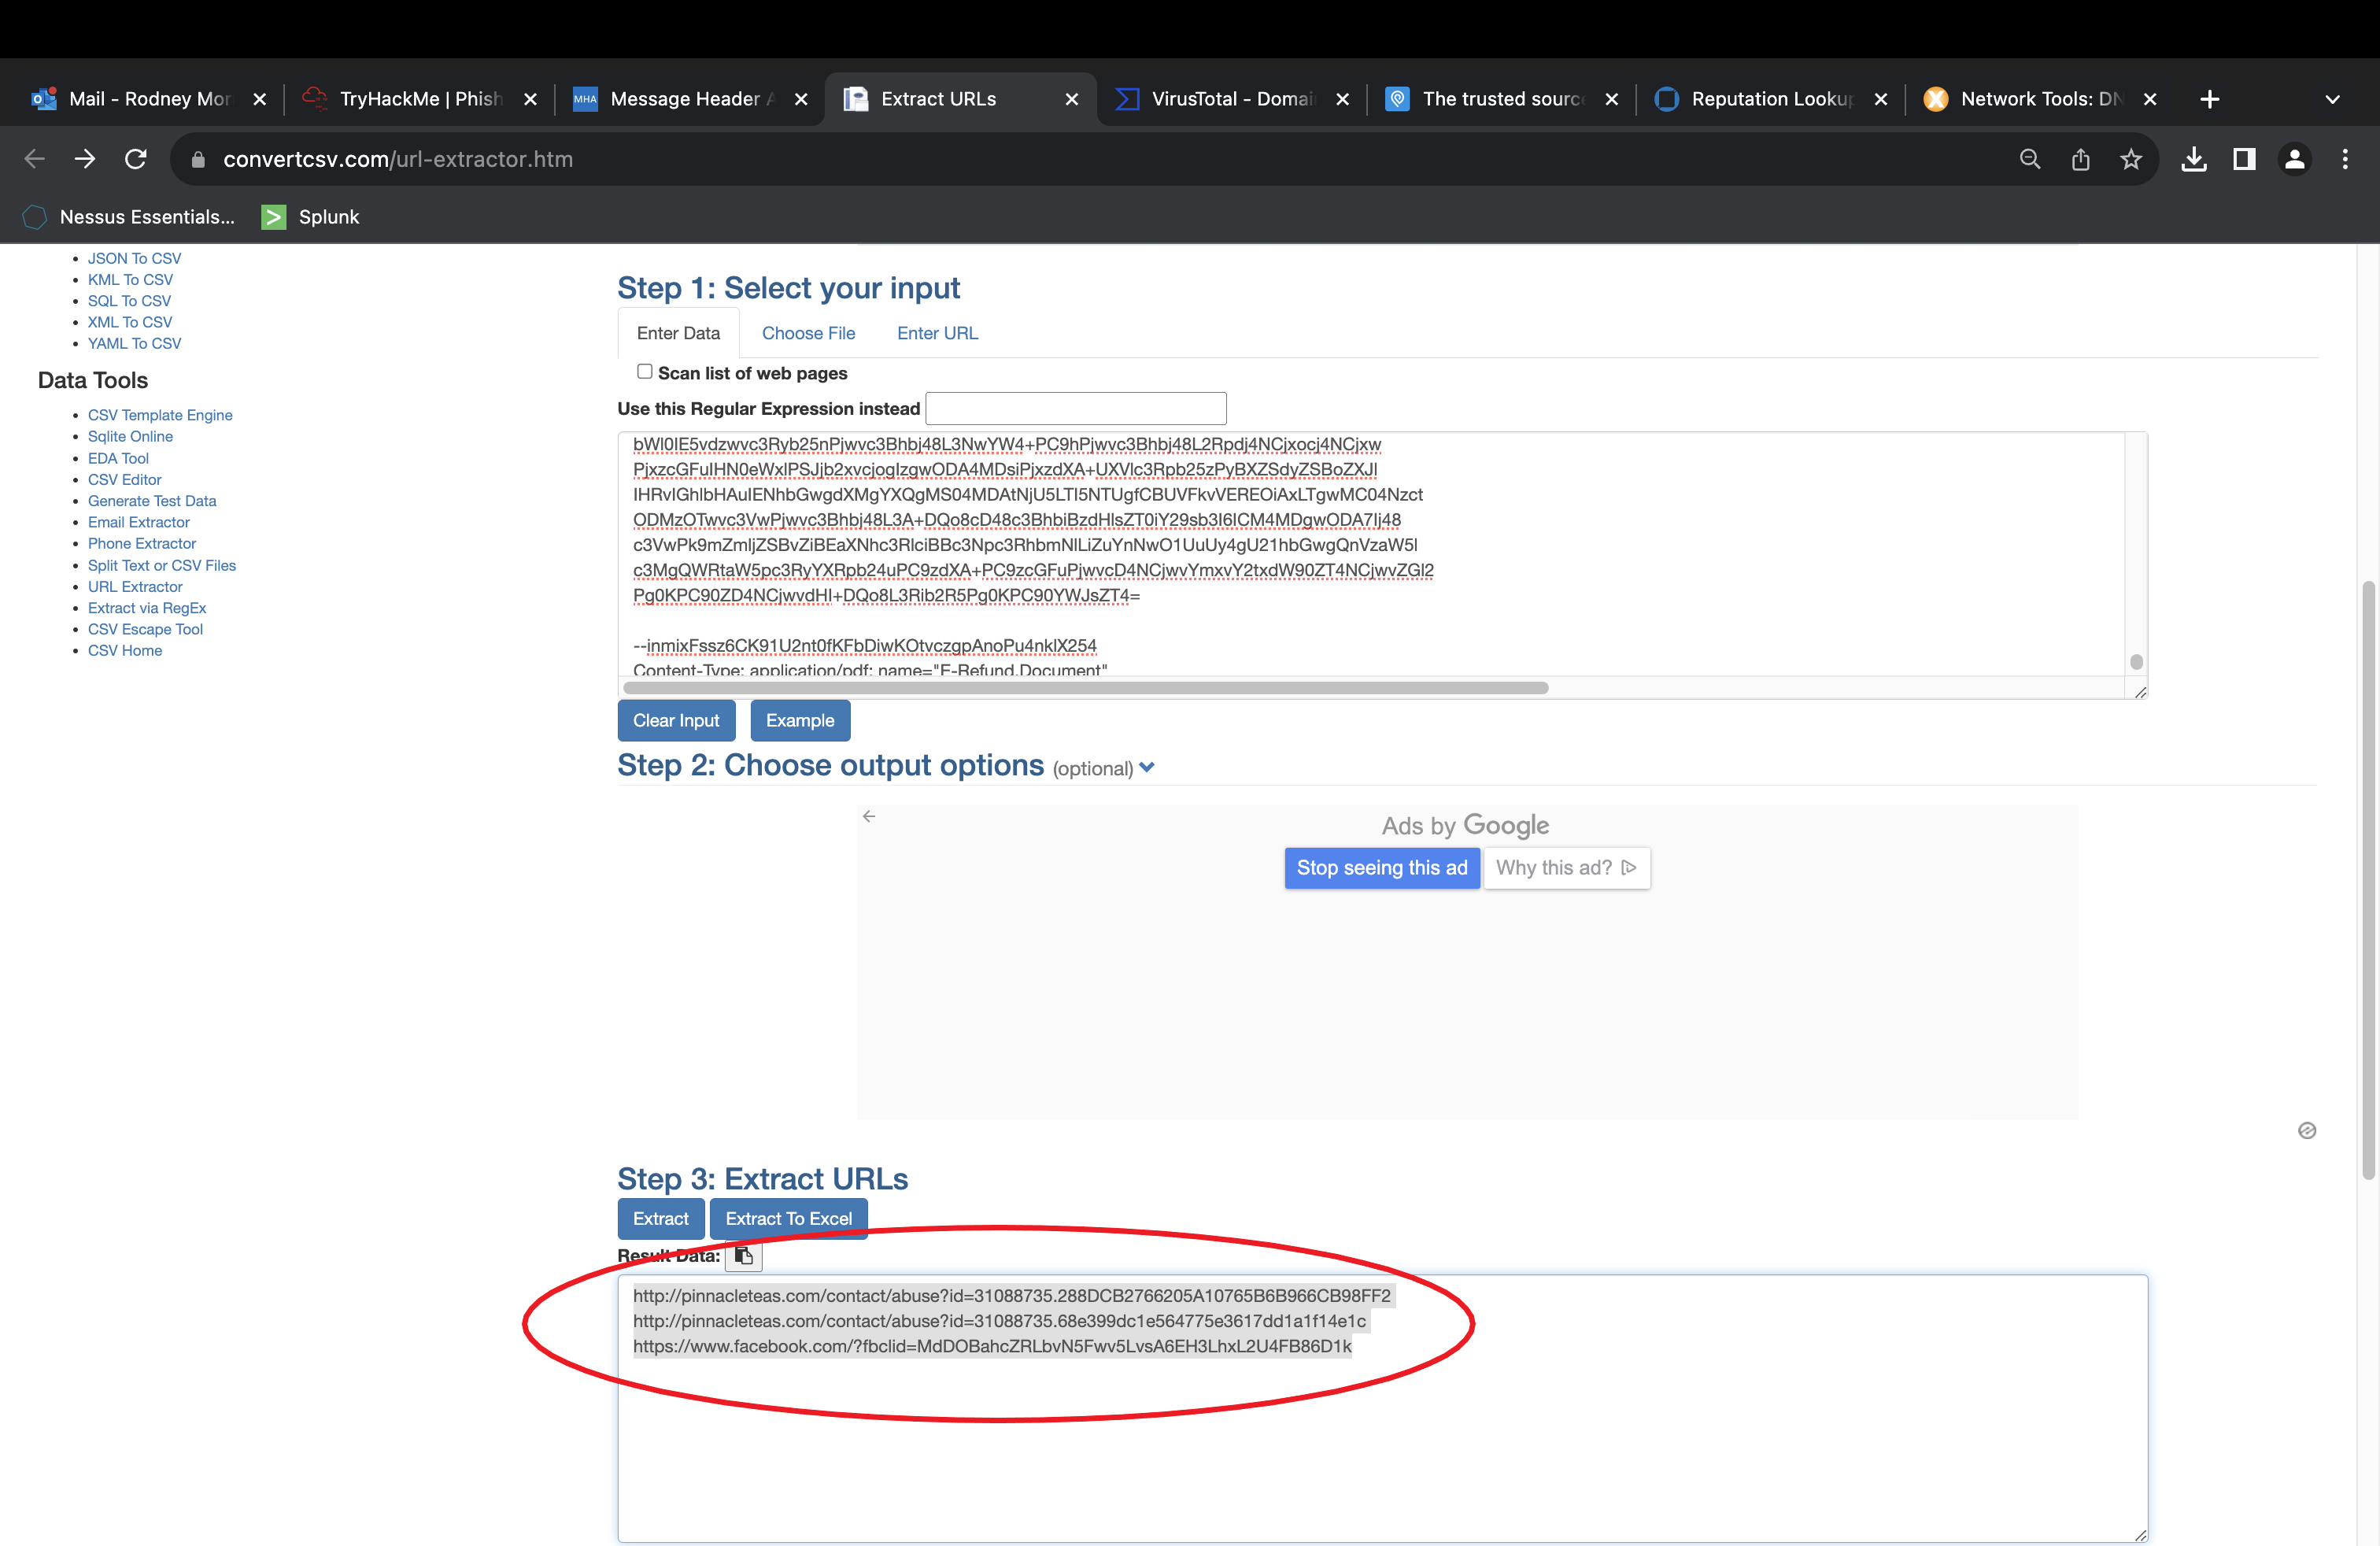 Mail - Rodney Mor
TryHackMe | Phish
MHA
Message Header A
Extract URLs
VirusTotal - Domai
The trusted source
Reputation Lookup
Network Tools: DN
convertcsv.com/url-extractor.htm
Nessus Essentials...
Splunk
JSON To CSV
KML To CSV
SQL To CSV
XML To CSV
YAML To CSV
Data Tools
CSV Template Engine
Sqlite Online
EDA Tool
CSV Editor
Generate Test Data
Email Extractor
Phone Extractor
Split Text or CSV Files
URL Extractor
Extract via RegEx
CSV Escape Tool
CSV Home
Step 1: Select your input
Enter Data
Choose File
Enter URL
Scan list of web pages
Use this Regular Expression instead
bWl0IE5vdzwvc3Ryb25nPjwvc3Bhbj48L3NwYW4+PC9hPjwvc3Bhbj48L2Rpdj4NCjxocj4NCjxw
PjxzcGFuIHN0eWxlPSJjb2xvcjogIzgwODA4MDsiPjxzdXA+UXVlc3Rpb25zPyBXZSdyZSBoZXJl
IHRvIGhlbHAuIENhbGwgdXMgYXQgMS04MDAtNjU5LTI5NTUgfCBUVFkvVEREOiAxLTgwMC04Nzct
ODMzOTwvc3VwPjwvc3Bhbj48L3A+DQo8cD48c3BhbiBzdHlsZT0iY29sb3I6ICM4MDgwODA7Ij48
c3VwPk9mZmljZSBvZiBEaXNhc3RlciBBc3Npc3RhbmNlLiZuYnNwO1UuUy4gU21hbGwgQnVzaW5l
c3MgQWRtaW5pc3RyYXRpb24uPC9zdXA+PC9zcGFuPjwvcD4NCjwvYmxvY2txdW90ZT4NCjwvZGl2
Pg0KPC90ZD4NCjwvdHI+DQo8L3Rib2R5Pg0KPC90YWJsZT4=
--inmixFssz6CK91U2nt0fKFbDiwKOtvczgpAnoPu4nklX254
Content-Type: application/pdf; name="E-Refund.Document"
Clear Input
Example
Step 2: Choose output options (optional)
Ads by Google
Stop seeing this ad
Why this ad?
Step 3: Extract URLs
Extract
Extract To Excel
Result Data:
http://pinnacleteas.com/contact/abuse?id=31088735.288DCB2766205A10765B6B966CB98FF2
http://pinnacleteas.com/contact/abuse?id=31088735.68e399dc1e564775e3617dd1a1f14e1c
https://www.facebook.com/?fbclid=MdDOBahcZRLbvN5Fwv5LvsA6EH3LhxL2U4FB86D1k